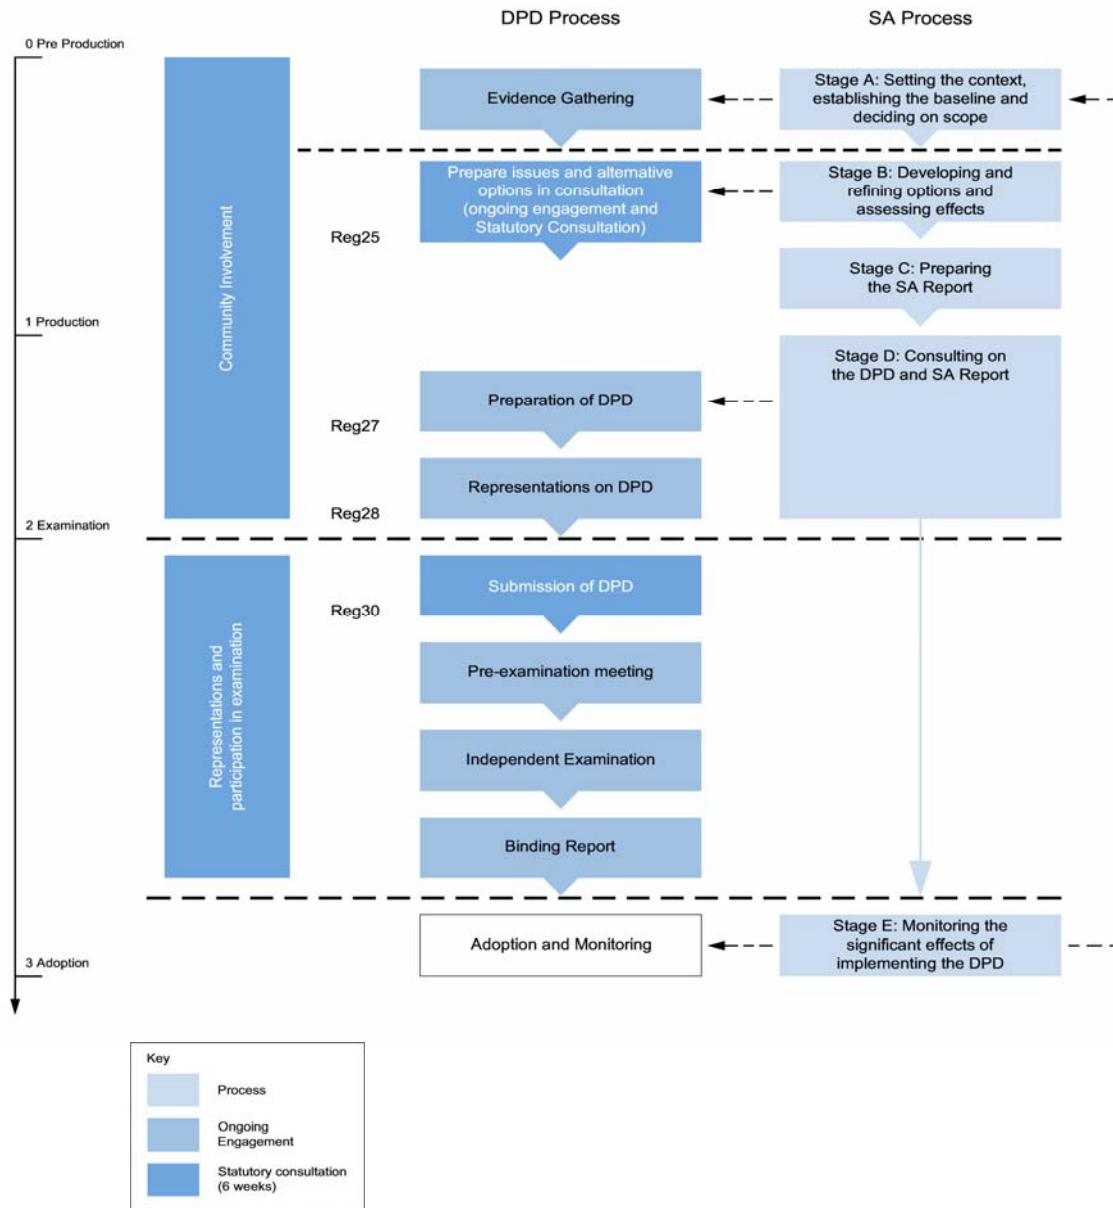 DPD Process
SA Process
0 Pre Production
Community Involvement
Evidence Gathering
Stage A: Setting the context,
establishing the baseline and
deciding on scope
Prepare issues and alternative
options in consultation
(ongoing engagement and
Statutory Consultation)
Stage B: Developing and
refining options and
assessing effects
Reg25
Stage C: Preparing
the SA Report
1 Production
Stage D: Consulting on
the DPD and SA Report
Preparation of DPD
Reg27
Representations on DPD
Reg28
2 Examination
Representations and
participation in examination
Submission of DPD
Reg30
Pre-examination meeting
Independent Examination
Binding Report
Adoption and Monitoring
Stage E: Monitoring the
significant effects of
implementing the DPD
3 Adoption
Key
Process
Ongoing
Engagement
Statutory consultation
(6 weeks)